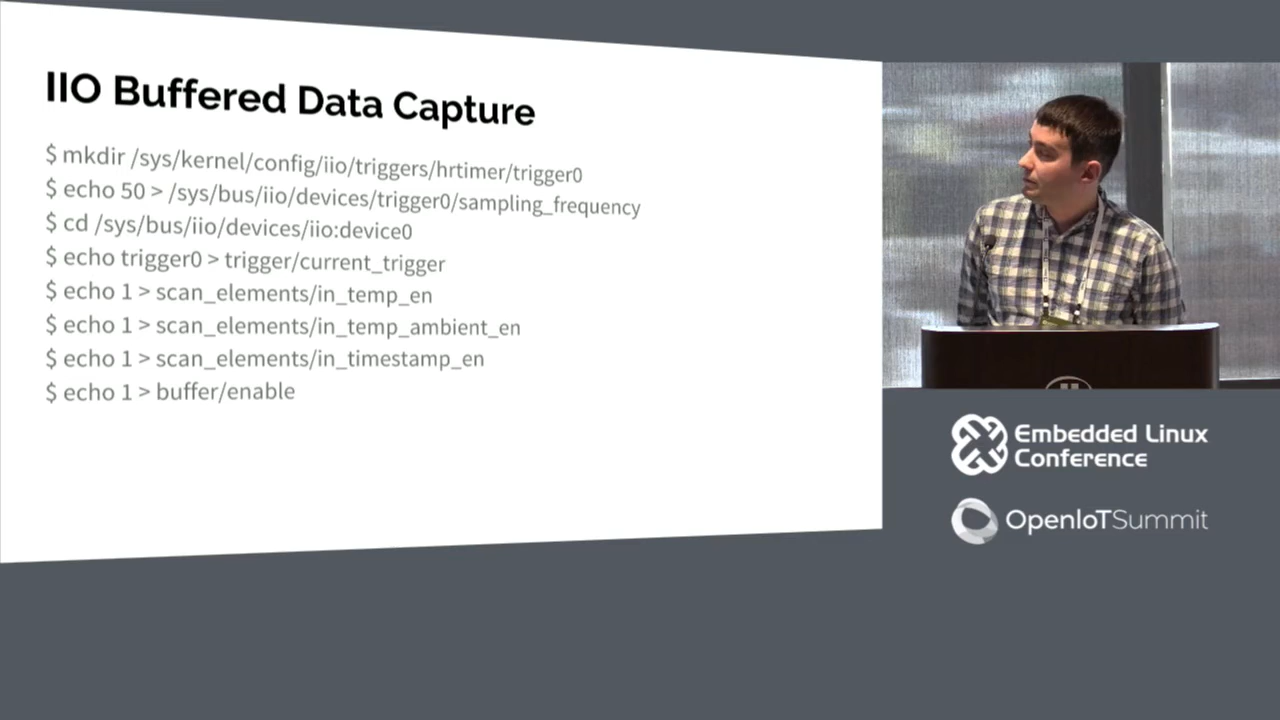 IIO Buffered Data Capture
$ mkdir /sys/kernel/config/iio/triggers/hrtimer/trigger0
$ echo 50 > /sys/bus/iio/devices/trigger0/sampling_frequency
$ cd /sys/bus/iio/devices/iio:device0
$ echo trigger0 > trigger/current_trigger
$ echo 1 > scan_elements/in_temp_en
$ echo 1 > scan_elements/in_temp_ambient_en
$ echo 1 > scan_elements/in_timestamp_en
$ echo 1 > buffer/enable
Embedded Linux
Conference
OpenIoTSummit